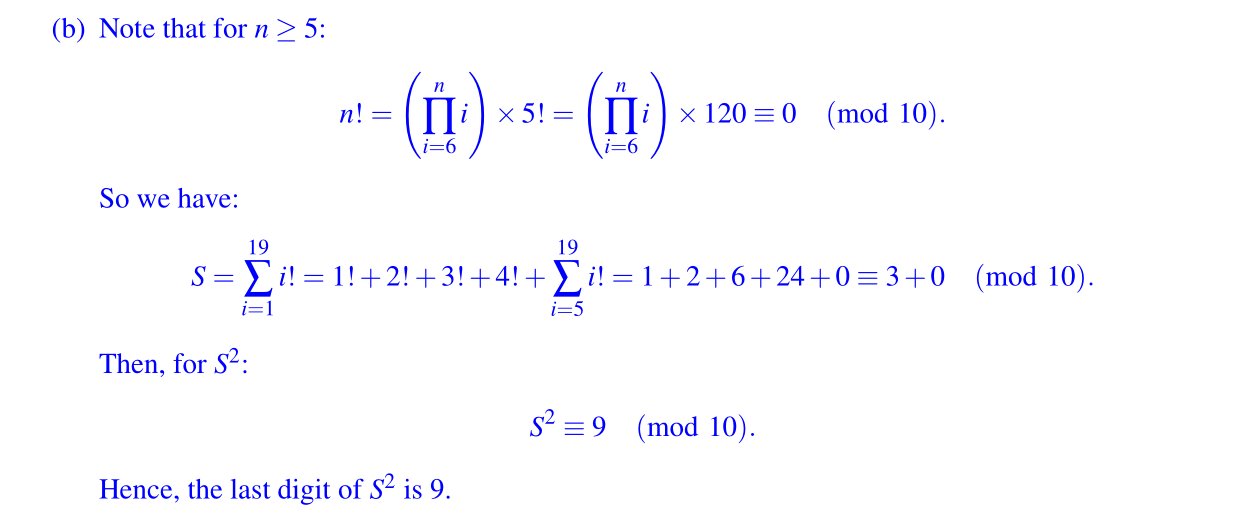 (b) Note that for n ≥ 5:
n! = (∏_{i=6}^{n} i) × 5! = (∏_{i=6}^{n} i) × 120 ≡ 0 (mod 10).
So we have:
S = ∑_{i=1}^{19} i! = 1! + 2! + 3! + 4! + ∑_{i=5}^{19} i! = 1 + 2 + 6 + 24 + 0 ≡ 3 + 0 (mod 10).
Then, for S²:
S² ≡ 9 (mod 10).
Hence, the last digit of S² is 9.